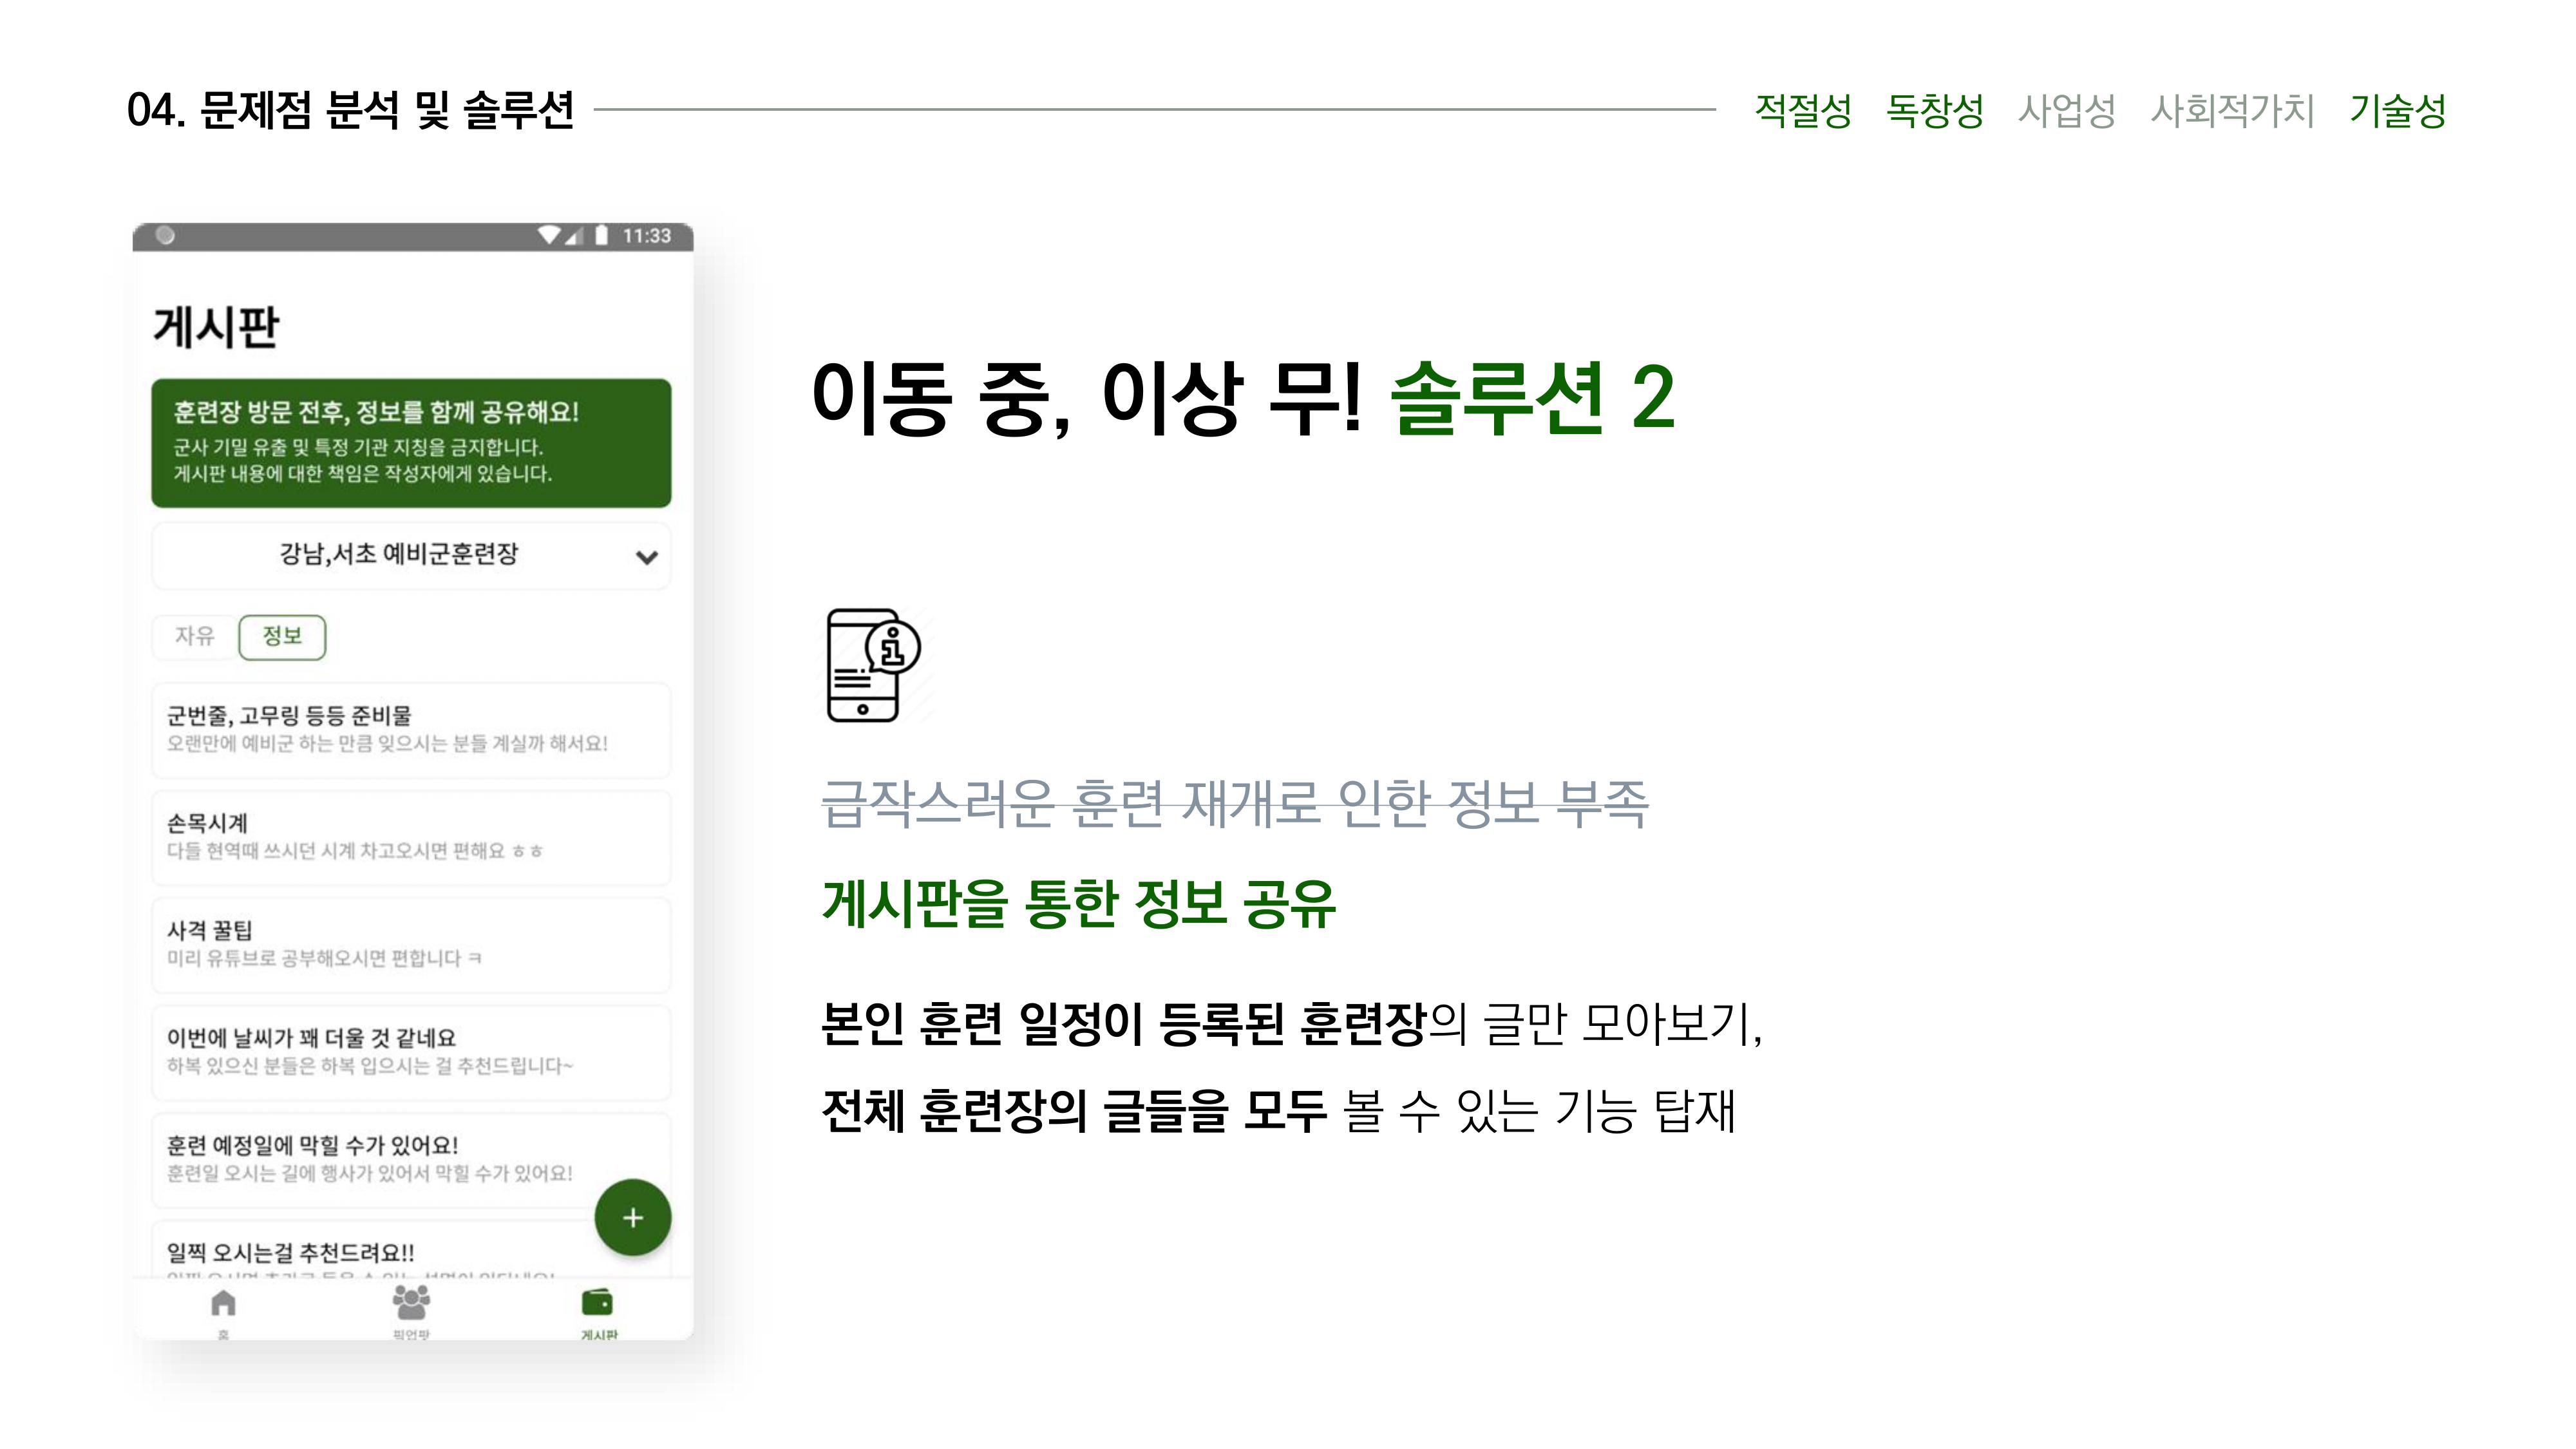 04. 문제점 분석 및 솔루션
적절성 독창성 사업성 사회적가치 기술성
11:33
게시판
훈련장 방문 전후, 정보를 함께 공유해요!
군사 기밀 유출 및 특정 기관 지칭을 금지합니다.
게시판 내용에 대한 책임은 작성자에게 있습니다.
강남,서초 예비군훈련장
자유 정보
군번줄, 고무링 등등 준비물
오랜만에 예비군 하는 만큼 잊으시는 분들 계실까 해서요!
손목시계
다들 현역때 쓰시던 시계 차고오시면 편해요 ㅎㅎ
사격 꿀팁
미리 유튜브로 공부해오시면 편합니다 ㅋ
이번에 날씨가 꽤 더울 것 같네요
하복 있으신 분들은 하복 입으시는 걸 추천드립니다~
훈련 예정일에 막힐 수가 있어요!
훈련일 오시는 길에 행사가 있어서 막힐 수가 있어요!
일찍 오시는걸 추천드려요!!
+
홈 픽업팟 게시판
이동 중, 이상 무! 솔루션 2
급작스러운 훈련 재개로 인한 정보 부족
게시판을 통한 정보 공유
본인 훈련 일정이 등록된 훈련장의 글만 모아보기,
전체 훈련장의 글들을 모두 볼 수 있는 기능 탑재